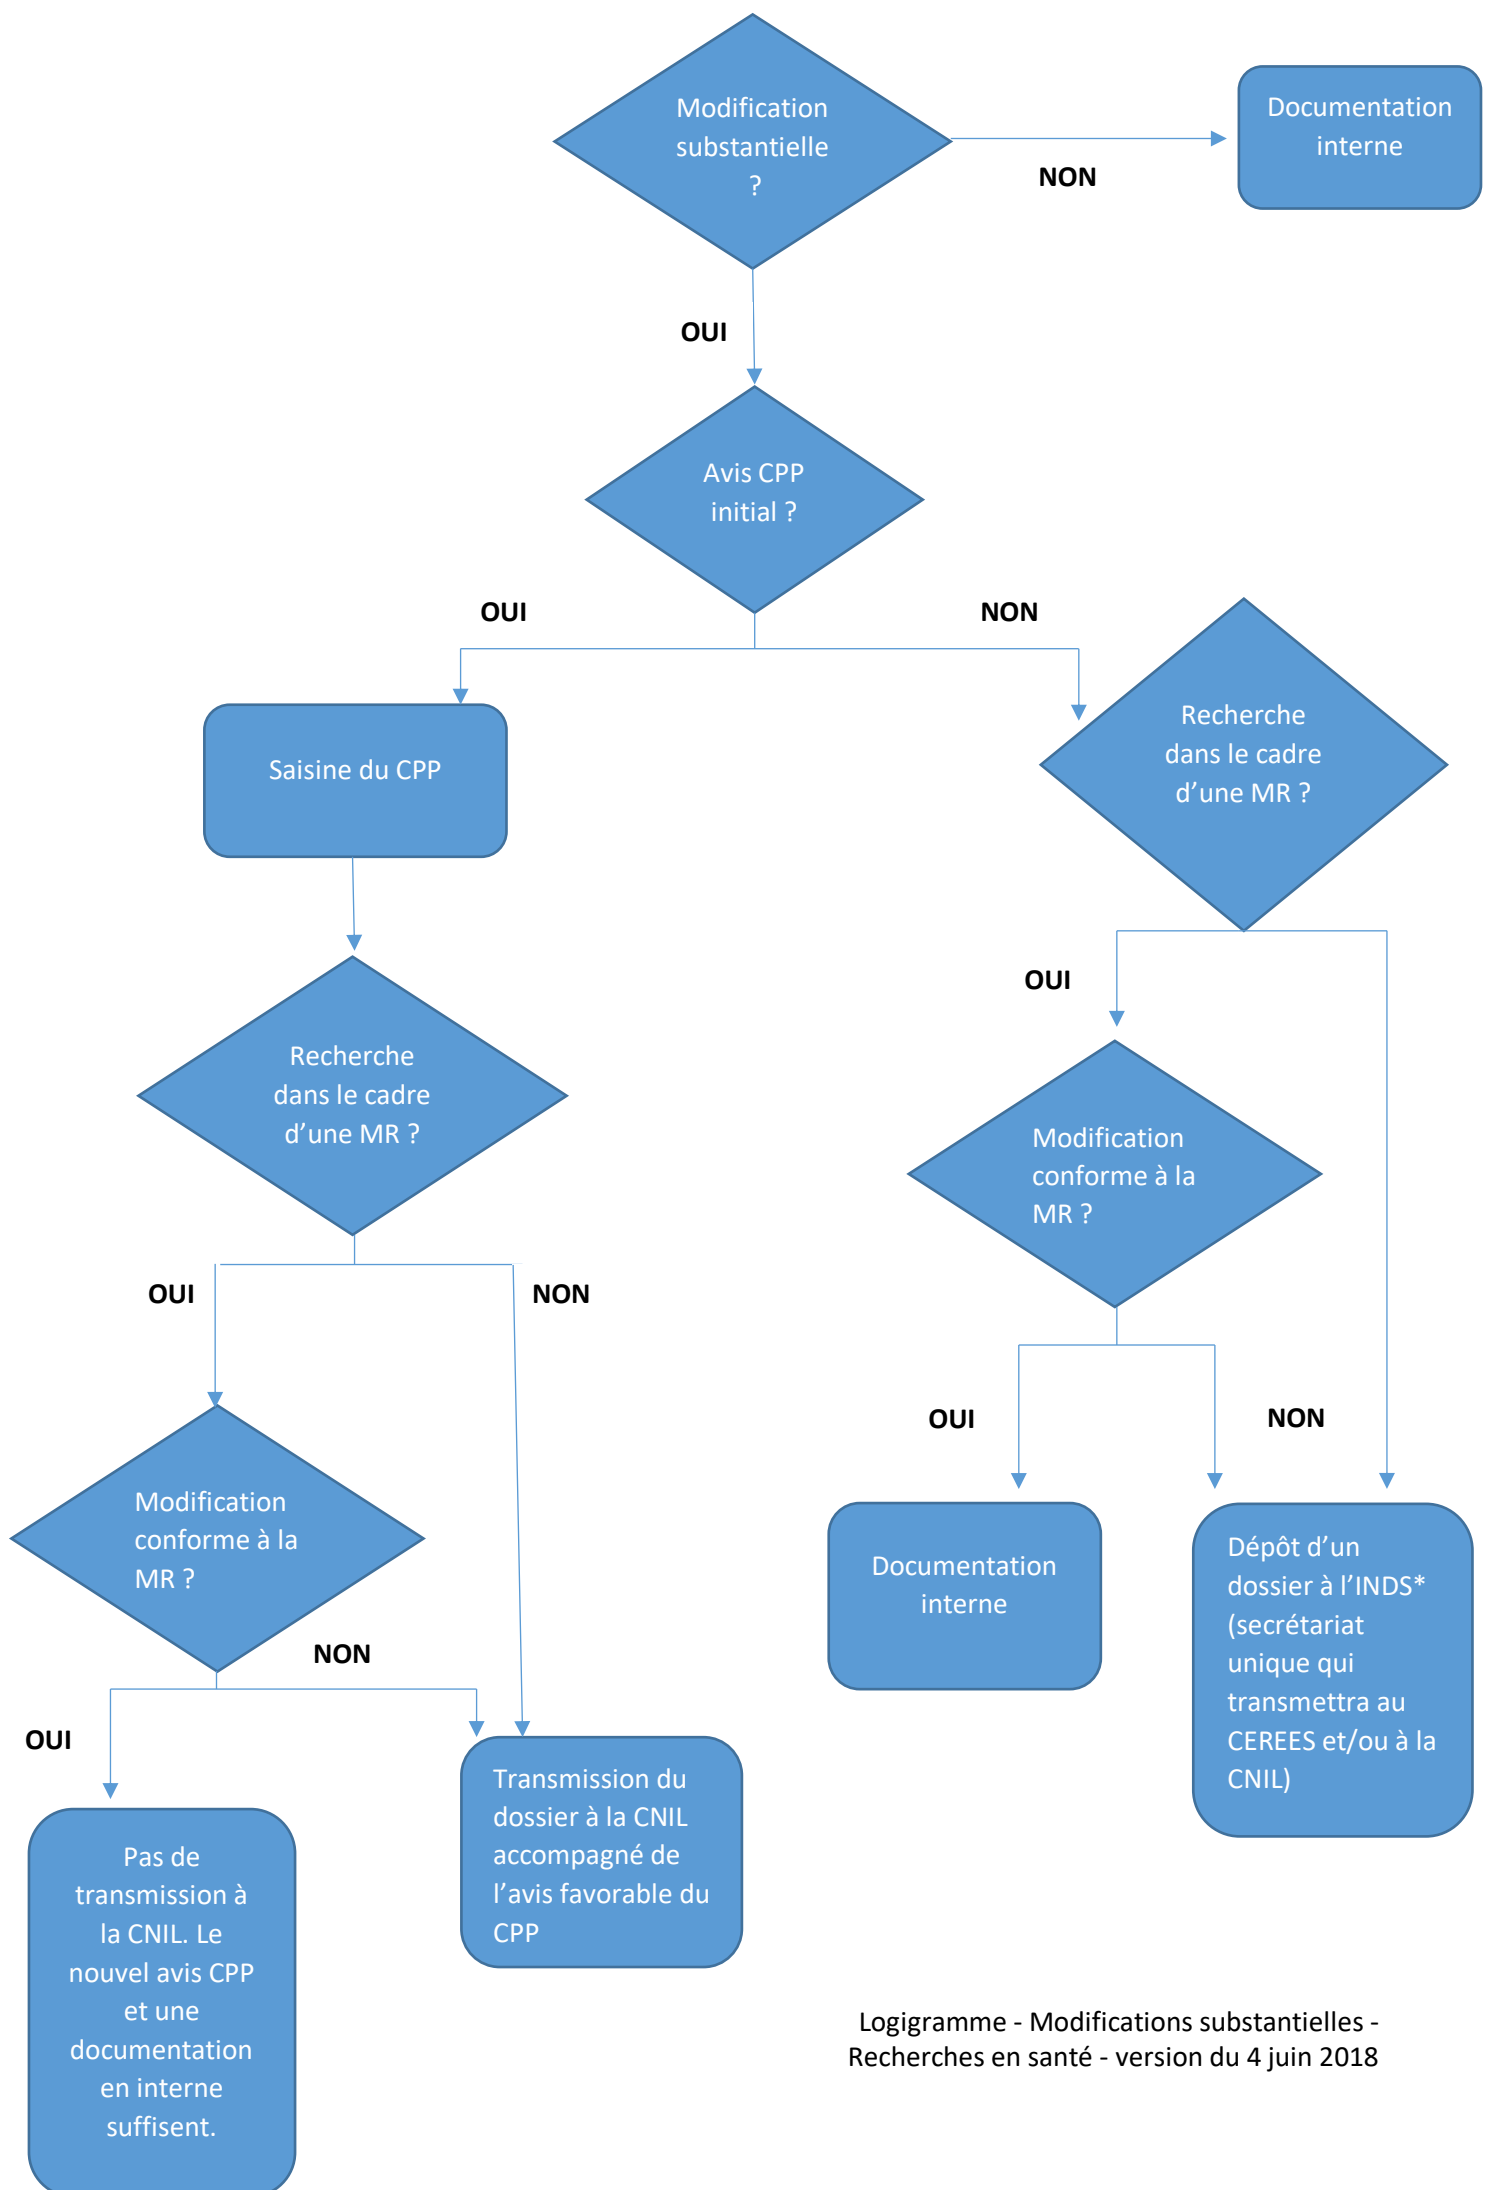 Modification
substantielle
?
Documentation
interne
NON
OUI
Avis CPP
initial ?
OUI
NON
Saisine du CPP
Recherche
dans le cadre
d’une MR ?
OUI
Recherche
dans le cadre
d’une MR ?
Modification
conforme à la
MR ?
OUI
NON
OUI
NON
Modification
conforme à la
MR ?
Documentation
interne
Dépôt d’un
dossier à l’INDS*
(secrétariat
unique qui
transmettra au
CEREES et/ou à la
CNIL)
NON
OUI
Transmission du
dossier à la CNIL
accompagné de
l’avis favorable du
CPP
Pas de
transmission à
la CNIL. Le
nouvel avis CPP
et une
documentation
en interne
suffisent.
Logigramme - Modifications substantielles -
Recherches en santé - version du 4 juin 2018